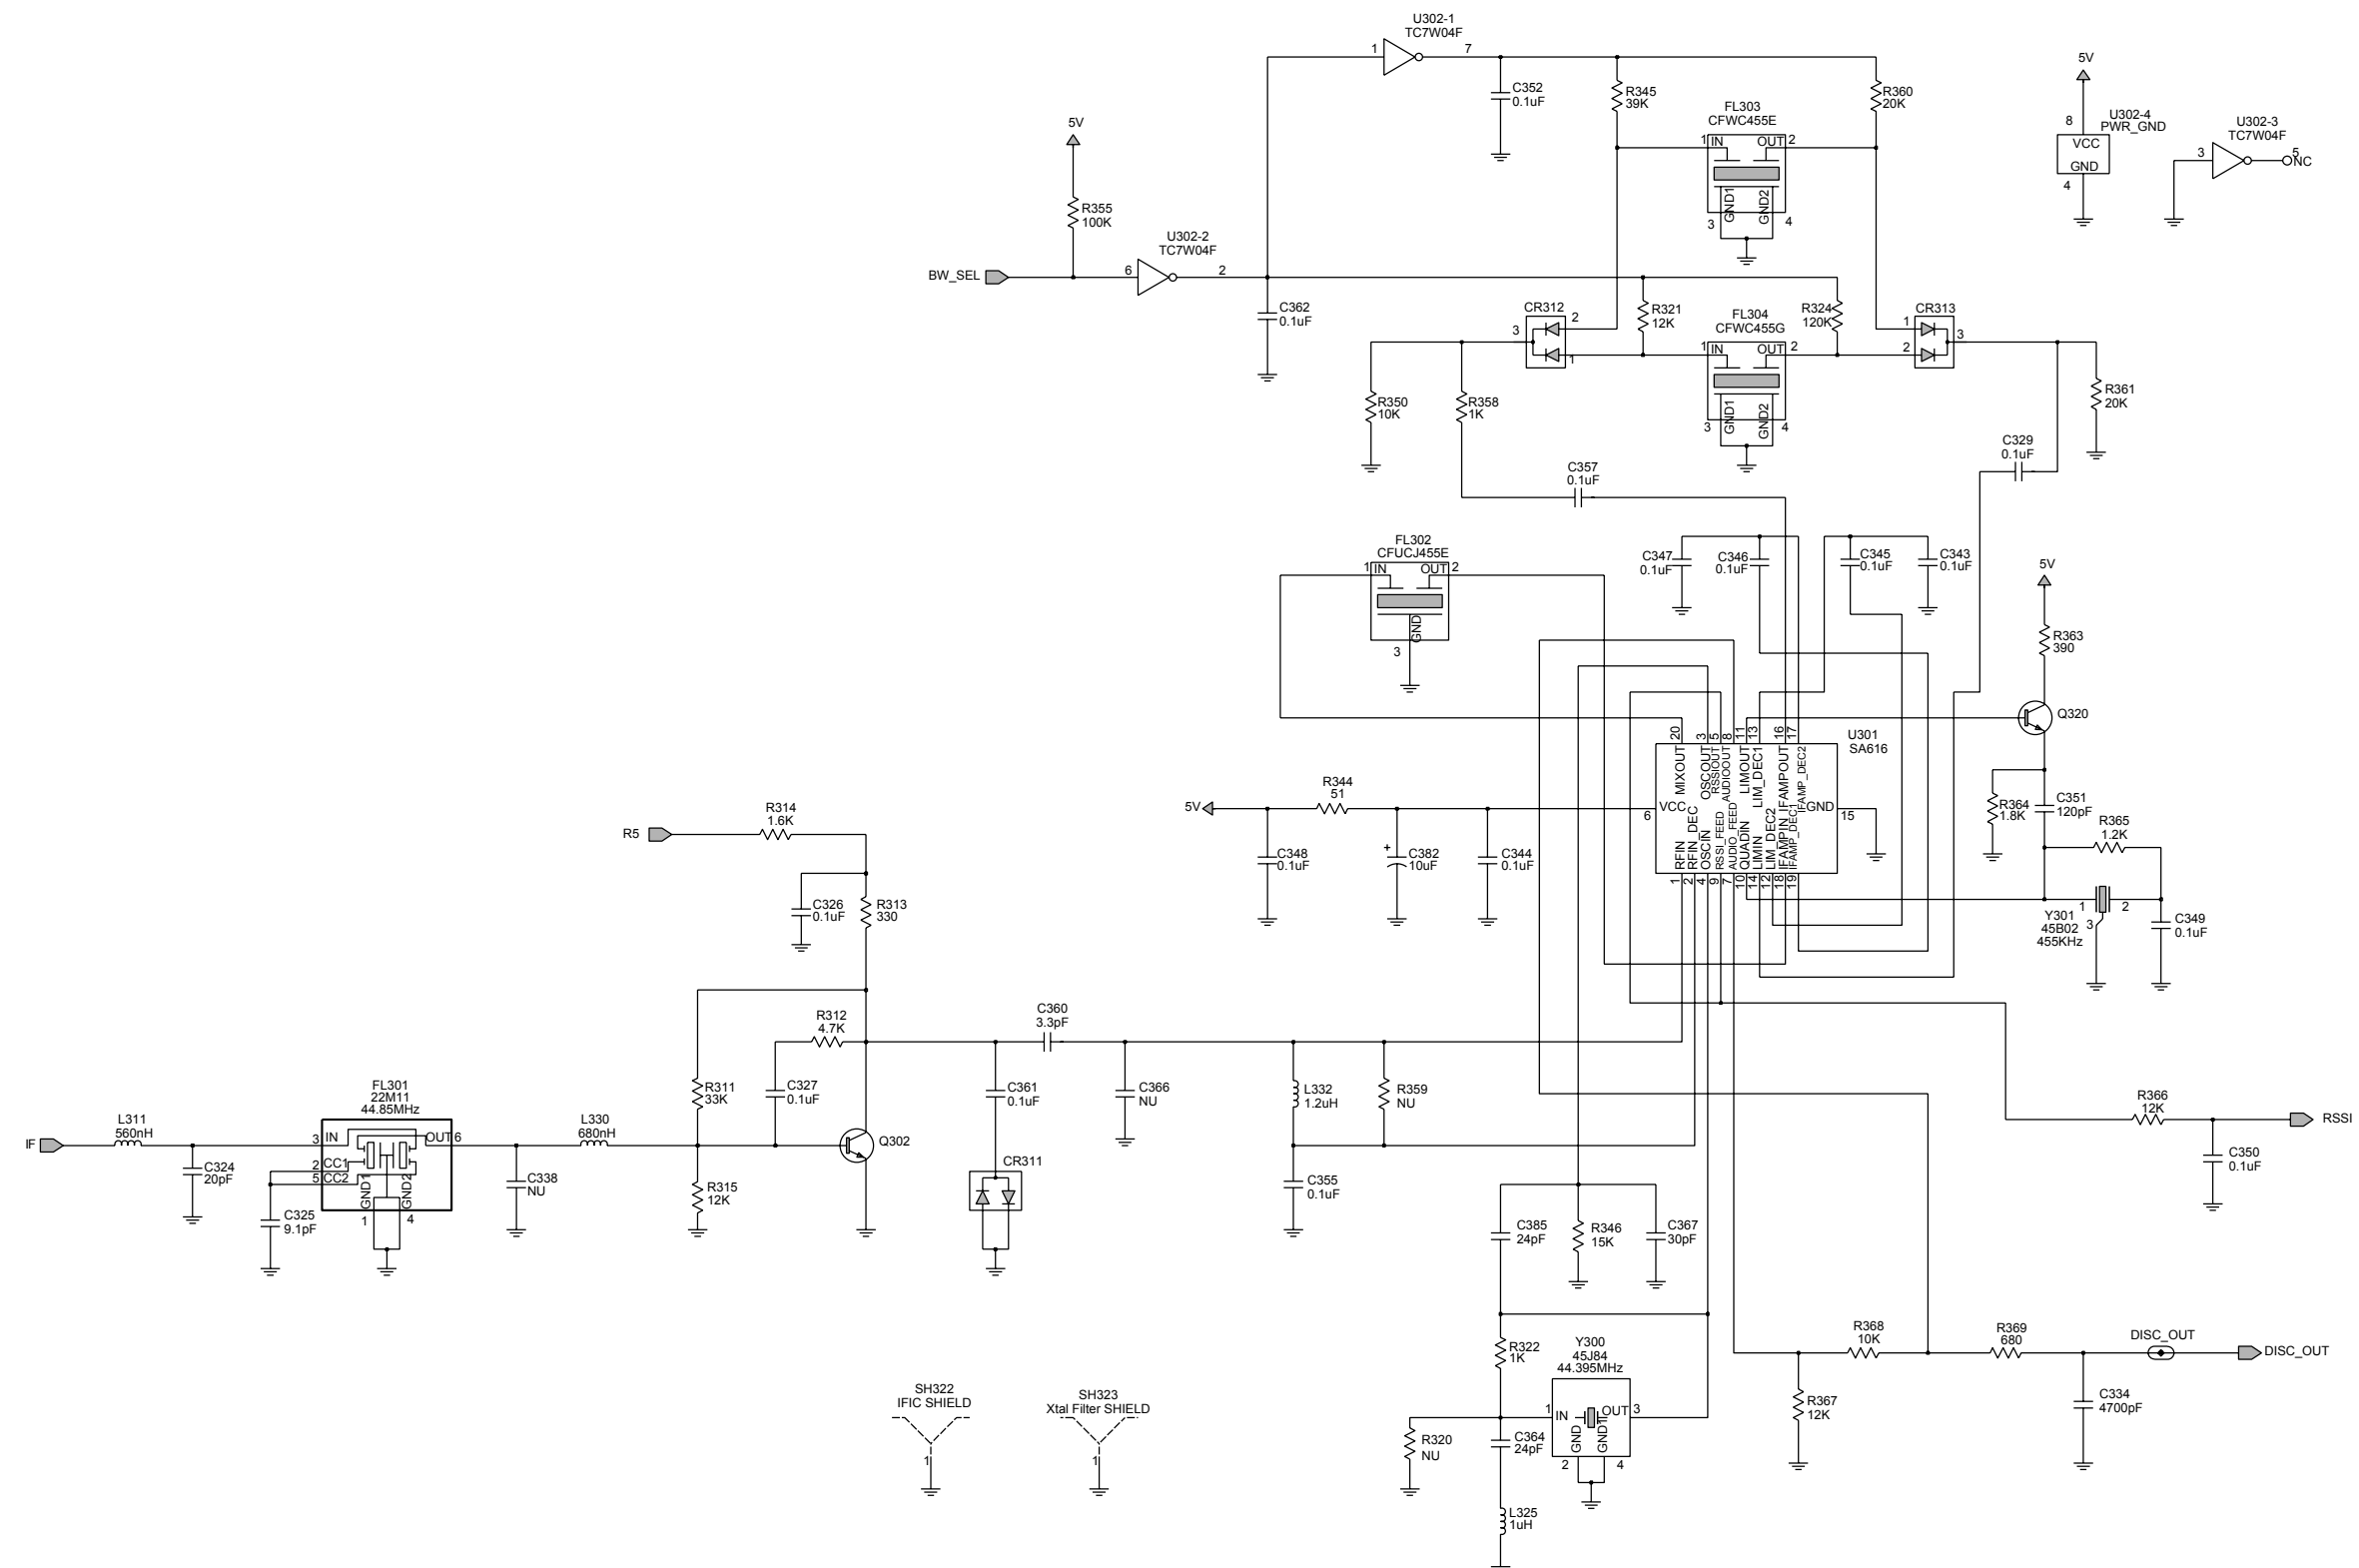 U302-1
TC7W04F
1
7
C352
0.1uF
R345
39K
R360
20K
FL303
CFWC455E
1
IN
OUT
2
GND1
GND2
3
4
5V
U302-4
PWR_GND
8
VCC
GND
4
U302-3
TC7W04F
3
5
NC
5V
R355
100K
U302-2
TC7W04F
BW_SEL
6
2
C362
0.1uF
CR312
2
3
1
R321
12K
R324
120K
FL304
CFWC455G
1
IN
OUT
2
GND1
GND2
3
4
CR313
1
2
3
R350
10K
R358
1K
R361
20K
C329
0.1uF
C357
0.1uF
FL302
CFUCJ455E
1
IN
OUT
2
GND
3
C347
0.1uF
C346
0.1uF
C345
0.1uF
C343
0.1uF
5V
R363
390
Q320
U301
SA616
20
3
5
8
11
13
16
17
MIXOUT
OSCOUT
RSSIOUT
AUDIOOUT
LIMOUT
LIM_DEC1
IFAMPOUT
IFAMP_DEC2
VCC
6
GND
15
RFIN
RFIN_DEC
OSCIN
RSSI_FEED
AUDIO_FEED
QUADIN
LIMIN
LIM_DEC2
IFAMPIN
IFAMP_DEC1
1
2
4
9
7
10
14
12
18
19
5V
R344
51
C348
0.1uF
+
C382
10uF
C344
0.1uF
R364
1.8K
C351
120pF
R365
1.2K
Y301
45B02
455KHz
1
2
3
C349
0.1uF
R5
R314
1.6K
C326
0.1uF
R313
330
R312
4.7K
C360
3.3pF
R311
33K
C327
0.1uF
C361
0.1uF
C366
NU
L332
1.2uH
R359
NU
IF
L311
560nH
C324
20pF
FL301
22M11
44.85MHz
3
IN
OUT
6
2
CC1
5
CC2
GND1
GND2
1
4
C325
9.1pF
C338
NU
L330
680nH
Q302
R315
12K
CR311
C355
0.1uF
R366
12K
RSSI
C350
0.1uF
C385
24pF
R346
15K
C367
30pF
R322
1K
Y300
45J84
44.395MHz
1
IN
OUT
3
GND
GND1
2
4
R320
NU
C364
24pF
L325
1uH
R368
10K
R369
680
DISC_OUT
DISC_OUT
R367
12K
C334
4700pF
SH322
IFIC SHIELD
1
SH323
Xtal Filter SHIELD
1